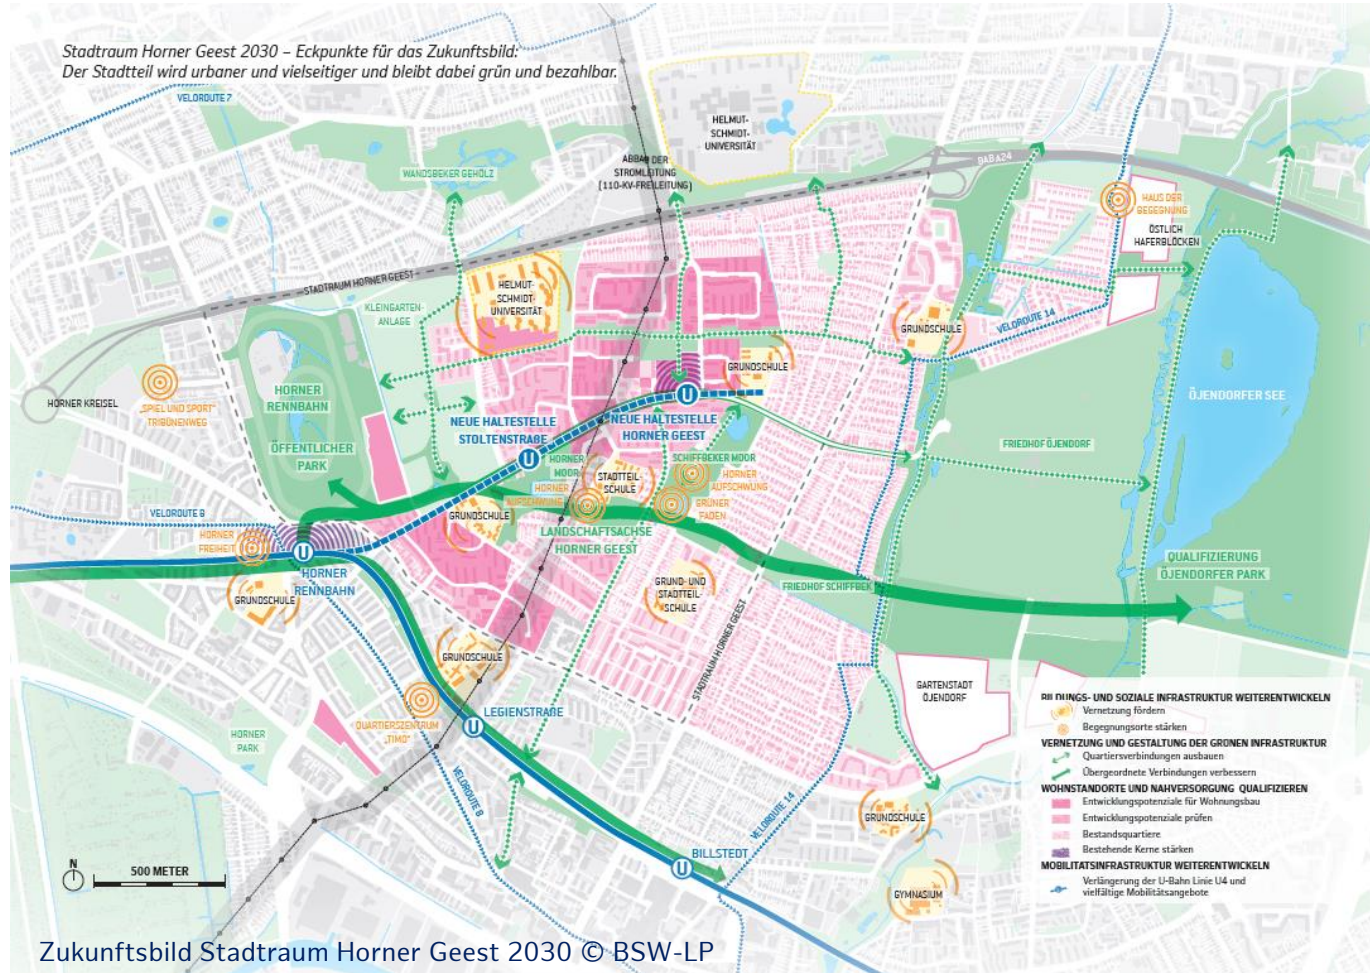 Stadtraum Horner Geest 2030 – Eckpunkte für das Zukunftsbild:
Der Stadtteil wird urbaner und vielseitiger und bleibt dabei grün und bezahlbar.
VELOROUTE 7
HELMUT-
SCHMIDT-
UNIVERSITÄT
WANDSBEKER GEHÖLZ
ABBAU DER
STROMLEITUNG
(110-KV-FREILEITUNG)
BAB A24
HAUS DER
BEGEGNUNG
ÖSTLICH
HAFERBLÖCKEN
STADTRAUM HORNER GEEST
KLEINGARTEN-
ANLAGE
HELMUT-
SCHMIDT-
UNIVERSITÄT
GRUNDSCHULE
VELOROUTE 14
GRUNDSCHULE
HORNER KREISEL
„SPIEL UND SPORT“
TRIBÜNENWEG
HORNER
RENNBAHN
ÖFFENTLICHER
PARK
NEUE HALTESTELLE
STOLTENSTRAßE
U
NEUE HALTESTELLE
HORNER GEEST
U
ÖJENDORFER SEE
FRIEDHOF ÖJENDORF
HORNER
MOOR
SCHIFFBEKER MOOR
STADTTEIL-
SCHULE
HORNER
AUFSCHWUNG
HORNER
AUFSCHWUNG
GRÜNER
FADEN
GRUNDSCHULE
LANDSCHAFTSACHSE
HORNER GEEST
VELOROUTE 8
HORNER
FREIHEIT
U
HORNER
RENNBAHN
GRUNDSCHULE
GRUND- UND
STADTTEIL-
SCHULE
FRIEDHOF SCHIFFBEK
QUALIFIZIERUNG
ÖJENDORFER PARK
STADTRAUM HORNER GEEST
GRUNDSCHULE
GARTENSTADT
ÖJENDORF
QUARTIERSZENTRUM
„TIMO“
LEGIENSTRAßE
U
HORNER
PARK
VELOROUTE 8
VELOROUTE 14
GRUNDSCHULE
BILLSTEDT
U
GYMNASIUM
BILDUNGS- UND SOZIALE INFRASTRUKTUR WEITERENTWICKELN
Vernetzung fördern
Begegnungsorte stärken
VERNETZUNG UND GESTALTUNG DER GRÜNEN INFRASTRUKTUR
Quartiersverbindungen ausbauen
Übergeordnete Verbindungen verbessern
WOHNSTANDORTE UND NAHVERSORGUNG QUALIFIZIEREN
Entwicklungspotenziale für Wohnungsbau
Entwicklungspotenziale prüfen
Bestandsquartiere
Bestehende Kerne stärken
MOBILITÄTSINFRASTRUKTUR WEITERENTWICKELN
Verlängerung der U-Bahn Linie U4 und
vielfältige Mobilitätsangebote
N
500 METER
Zukunftsbild Stadtraum Horner Geest 2030 © BSW-LP